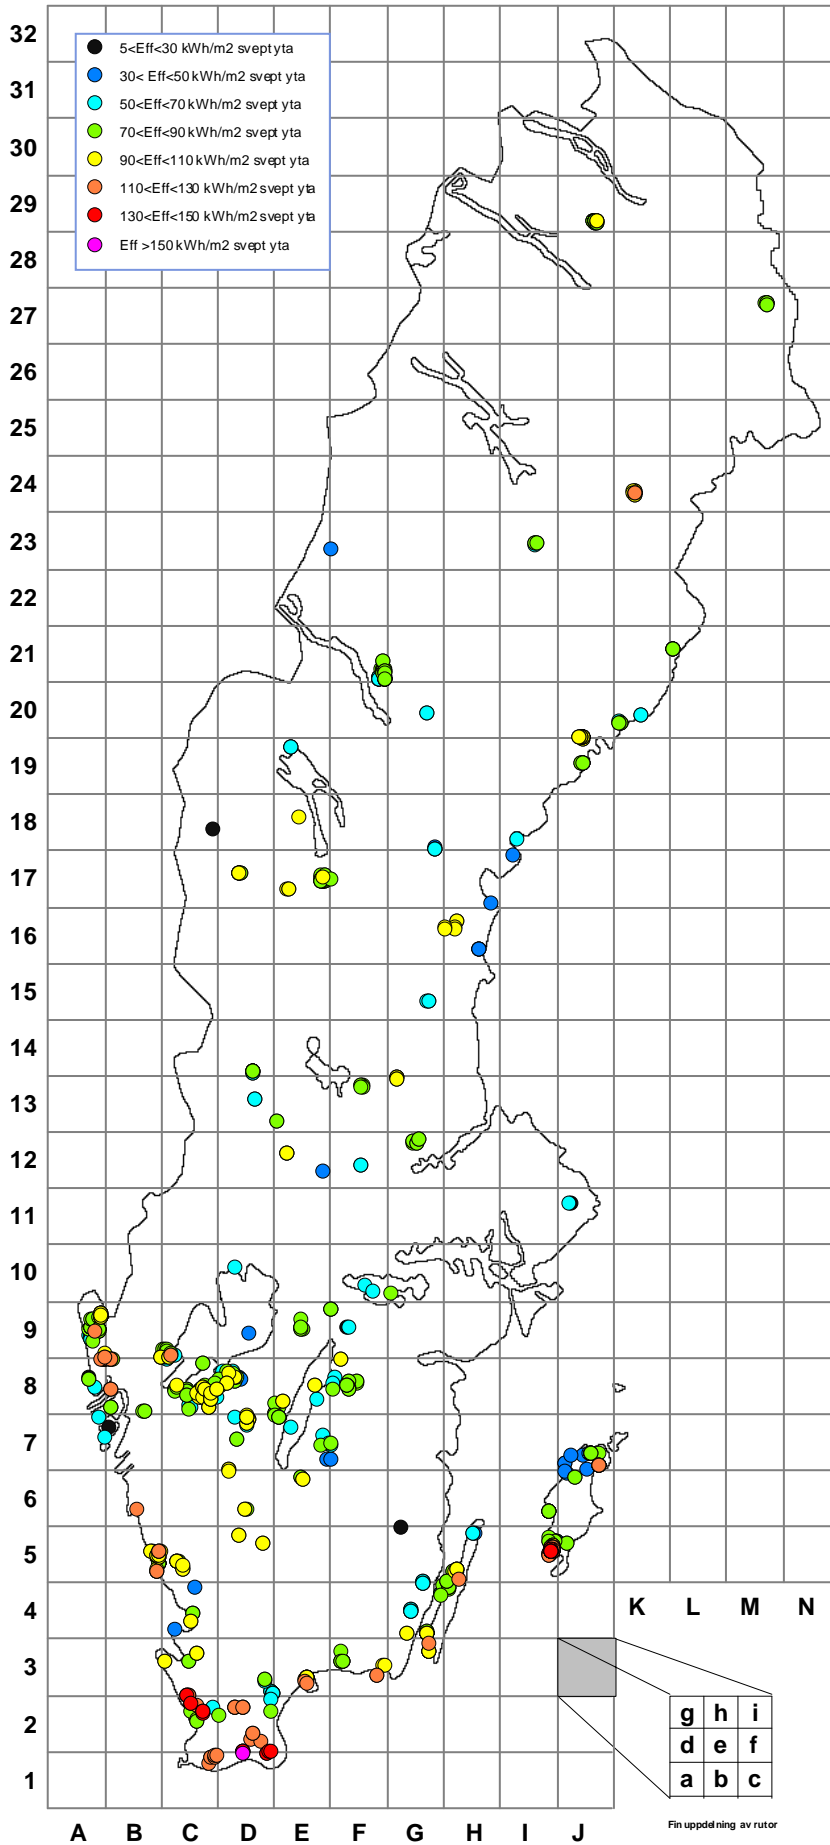 32
5<Eff<30 kWh/m2 svept yta
30< Eff<50 kWh/m2 svept yta
50<Eff<70 kWh/m2 svept yta
70<Eff<90 kWh/m2 svept yta
90<Eff<110 kWh/m2 svept yta
110<Eff<130 kWh/m2 svept yta
130<Eff<150 kWh/m2 svept yta
Eff >150 kWh/m2 svept yta
31
30
29
28
27
26
25
24
23
22
21
20
19
18
17
16
15
14
13
12
11
10
9
8
7
6
5
4
K L M N
3
g h i
d e f
a b c
2
1
Fin uppdelning av rutor
A B C D E F G H I J